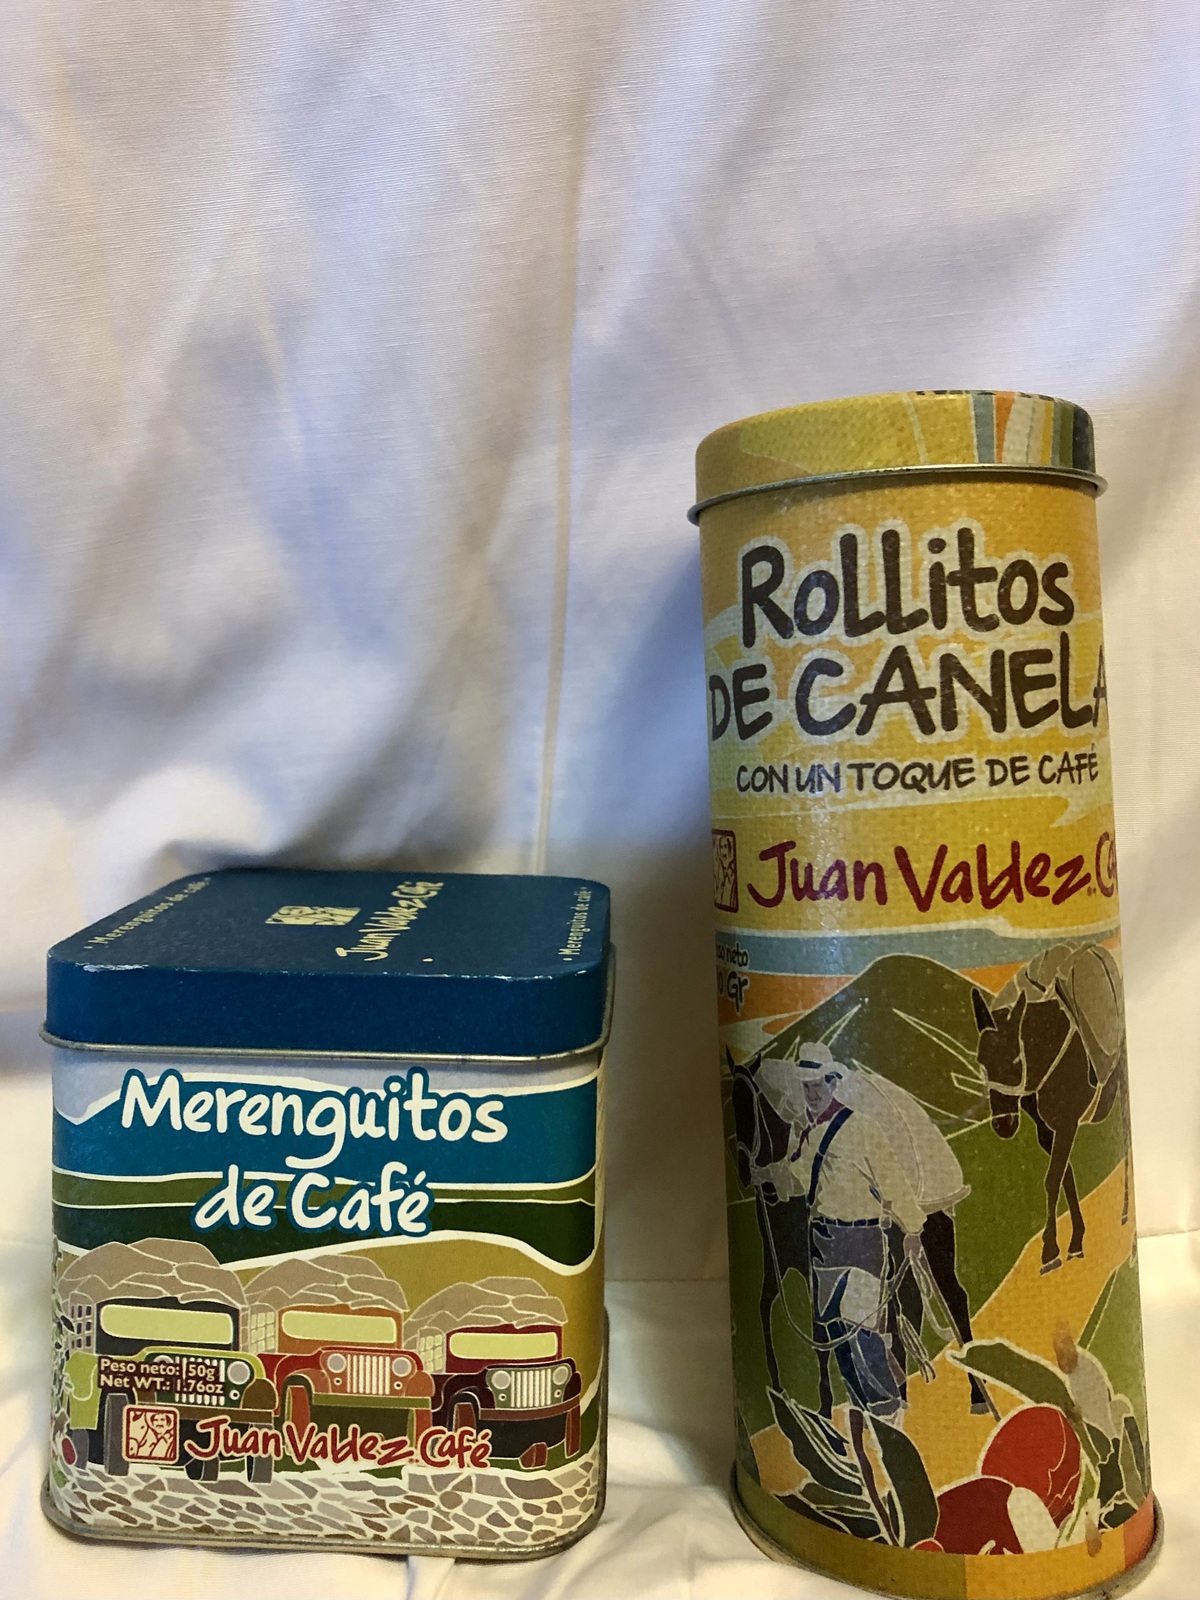 Merenguitos de café
Juan Valdez Café
Merenguitos de café
Merenguitos
de Café
Peso neto: 50g
Net WT.: 1.76oz
Juan Valdez Café
Rollitos
DE CANELA
CON UN TOQUE DE CAFÉ
Juan Valdez
neto
Gr